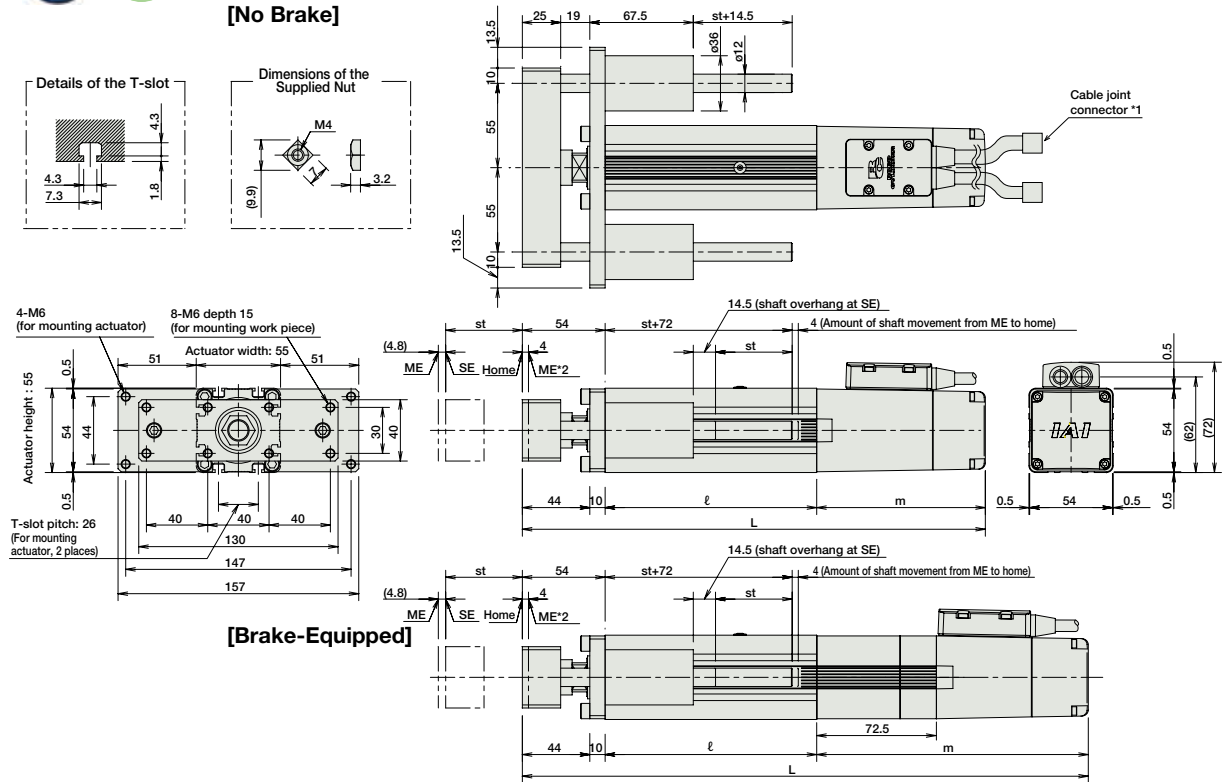 [No Brake]
25
19
67.5
st+14.5
13.5
10
ø36
ø12
55
55
10
13.5
Cable joint
connector *1
Details of the T-slot
4.3
4.3
7.3
1.8
Dimensions of the
Supplied Nut
M4
7
(9.9)
3.2
4-M6
(for mounting actuator)
8-M6 depth 15
(for mounting work piece)
51
Actuator width: 55
51
0.5
Actuator height : 55
54
44
0.5
30
40
T-slot pitch: 26
(For mounting
actuator, 2 places)
40
40
40
130
147
157
14.5 (shaft overhang at SE)
st
54
st+72
4 (Amount of shaft movement from ME to home)
(4.8)
4
st
ME
SE
Home
ME*2
44
10
ℓ
m
L
0.5
54
(62)
(72)
0.5
IAI
0.5
54
0.5
14.5 (shaft overhang at SE)
st
54
st+72
4 (Amount of shaft movement from ME to home)
(4.8)
4
st
ME
SE
Home
ME*2
[Brake-Equipped]
72.5
44
10
ℓ
m
L